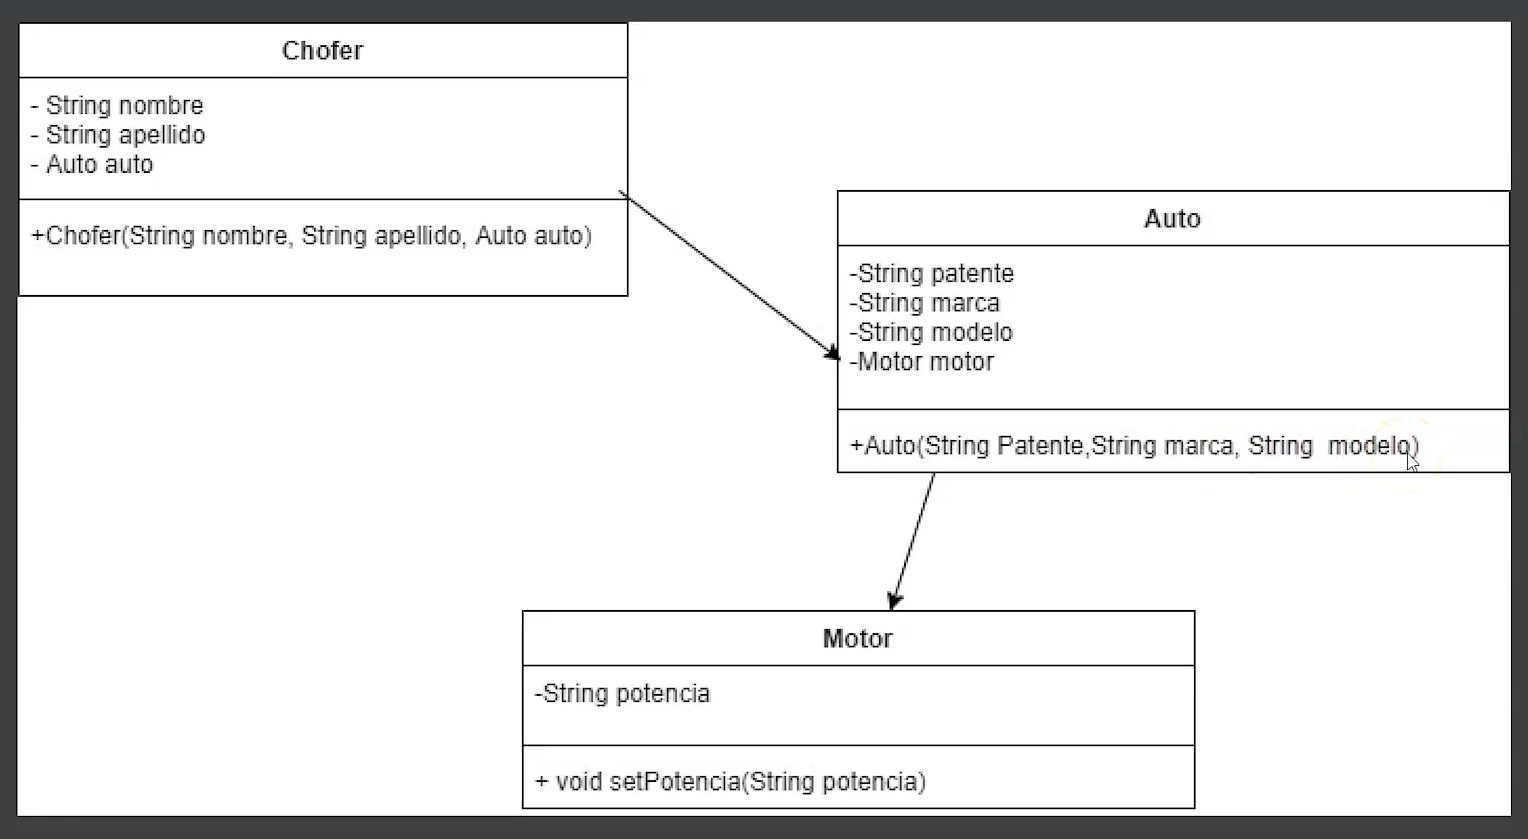 Chofer
- String nombre
- String apellido
- Auto auto
+Chofer(String nombre, String apellido, Auto auto)
Auto
-String patente
-String marca
-String modelo
-Motor motor
+Auto(String Patente,String marca, String  modelo)
Motor
-String potencia
+ void setPotencia(String potencia)